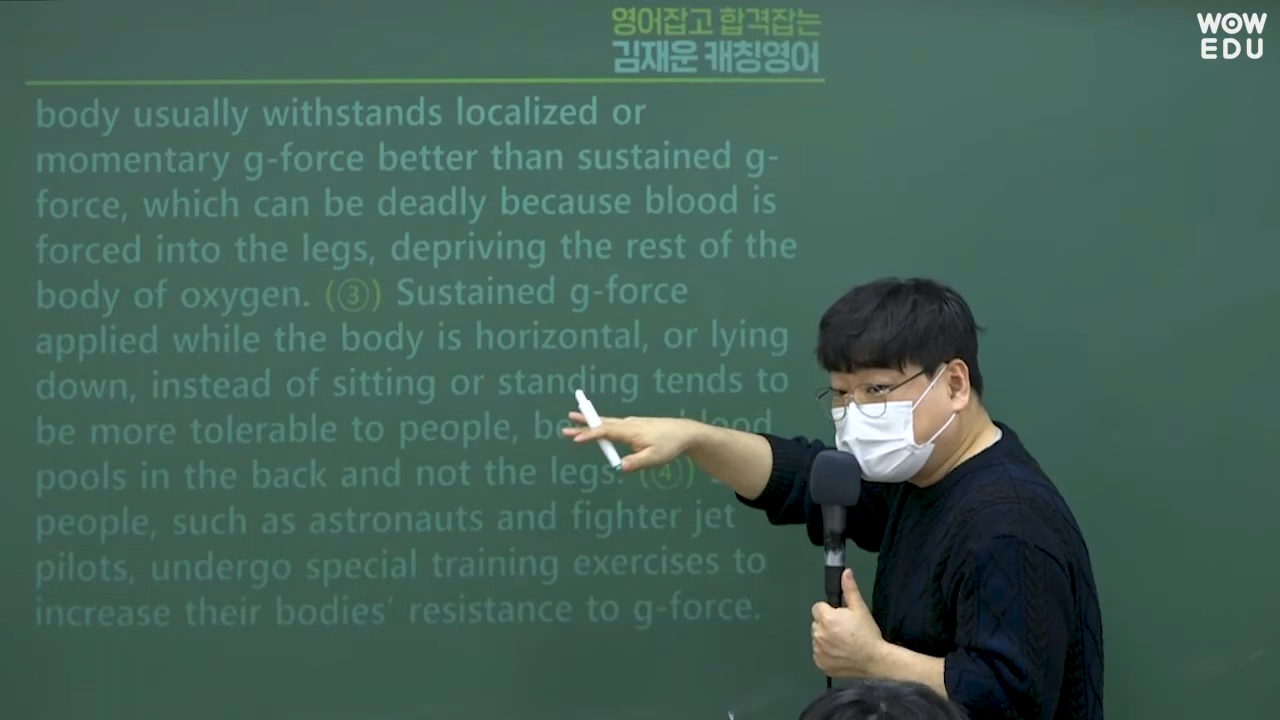 영어잡고 합격잡는
김재운 캐칭영어
WOW
EDU
body usually withstands localized or
momentary g-force better than sustained g-
force, which can be deadly because blood is
forced into the legs, depriving the rest of the
body of oxygen. (③) Sustained g-force
applied while the body is horizontal, or lying
down, instead of sitting or standing tends to
be more tolerable to people, blood
pools in the back and not the legs. (④)
people, such as astronauts and fighter jet
pilots, undergo special training exercises to
increase their bodies' resistance to g-force.